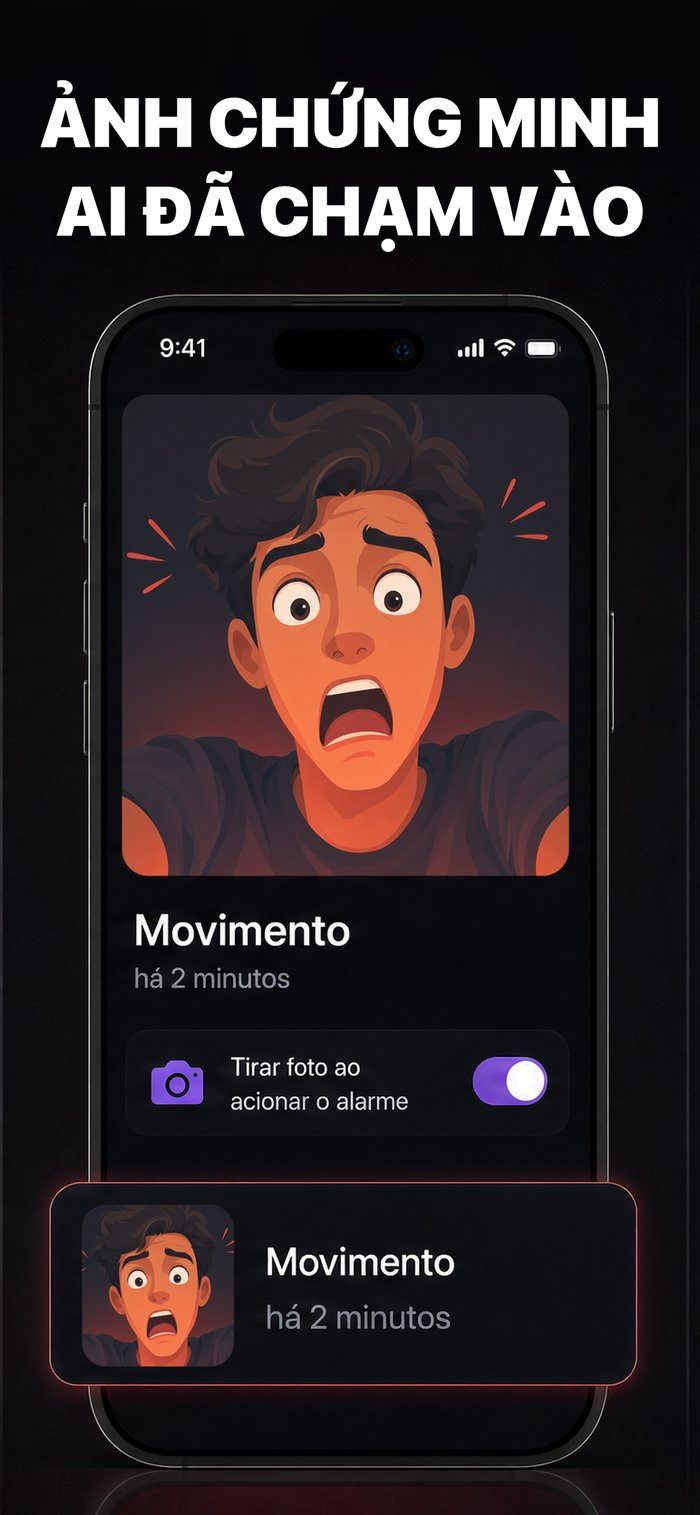 ẢNH CHỨNG MINH
AI ĐÃ CHẠM VÀO
9:41
Movimento
há 2 minutos
Tirar foto ao
acionar o alarme
Movimento
há 2 minutos